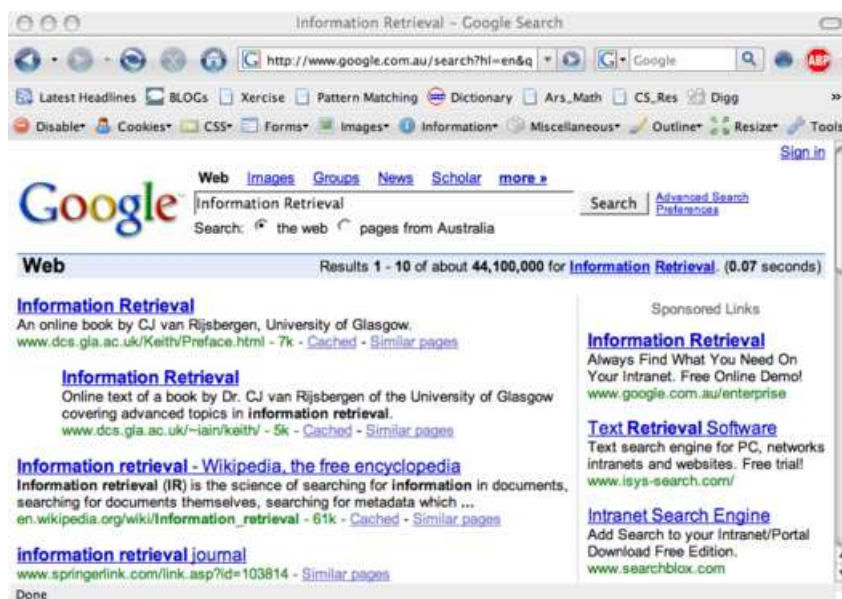 Information Retrieval - Google Search
http://www.google.com.au/search?hl=en&q
Google
ABP
Latest Headlines BLOGs Xercise Pattern Matching Dictionary Ars_Math CS_Res Digg »
Disable Cookies CSS Forms Images Information Miscellaneous Outline Resize Tools
Sign in
Web Images Groups News Scholar more »
Google
Information Retrieval Search Advanced Search
Preferences
Search: the web pages from Australia
Web Results 1 - 10 of about 44,100,000 for Information Retrieval. (0.07 seconds)
Information Retrieval
An online book by CJ van Rijsbergen, University of Glasgow.
www.dcs.gla.ac.uk/Keith/Preface.html - 7k - Cached - Similar pages
Information Retrieval
Online text of a book by Dr. CJ van Rijsbergen of the University of Glasgow
covering advanced topics in information retrieval.
www.dcs.gla.ac.uk/~iain/keith/ - 5k - Cached - Similar pages
Information retrieval - Wikipedia, the free encyclopedia
Information retrieval (IR) is the science of searching for information in documents,
searching for documents themselves, searching for metadata which ...
en.wikipedia.org/wiki/Information_retrieval - 61k - Cached - Similar pages
information retrieval journal
www.springerlink.com/link.asp?id=103814 - Similar pages
Sponsored Links
Information Retrieval
Always Find What You Need On
Your Intranet. Free Online Demo!
www.google.com.au/enterprise
Text Retrieval Software
Text search engine for PC, networks
intranets and websites. Free trial!
www.isys-search.com/
Intranet Search Engine
Add Search to your Intranet/Portal
Download Free Edition.
www.searchblox.com
Done